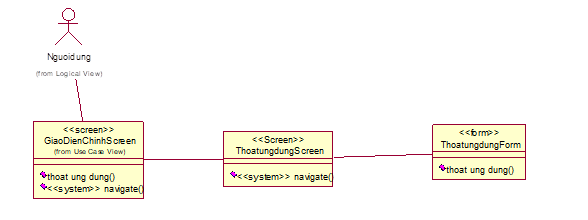 Nguoidung
(from Logical View)
<<screen>>
GiaoDienChinhScreen
(from Use Case View)
thoat ung dung()
<<system>> navigate()
<<Screen>>
ThoatungdungScreen
<<system>> navigate()
<<form>>
ThoatungdungForm
thoat ung dung()